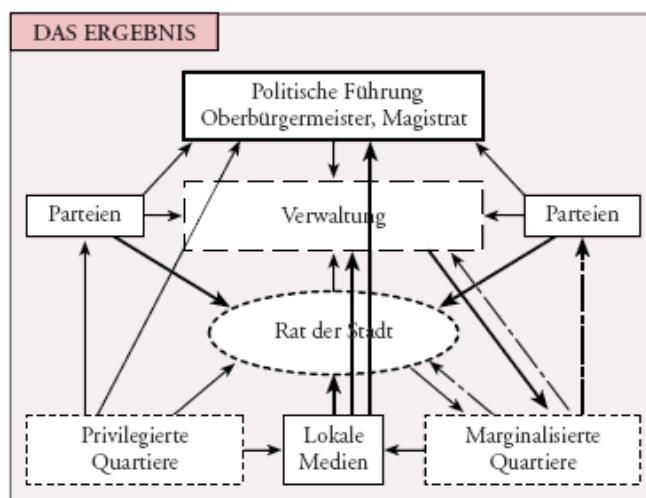 DAS ERGEBNIS
Politische Führung
Oberbürgermeister, Magistrat
Parteien
Verwaltung
Parteien
Rat der Stadt
Privilegierte
Quartiere
Lokale
Medien
Marginalisierte
Quartiere